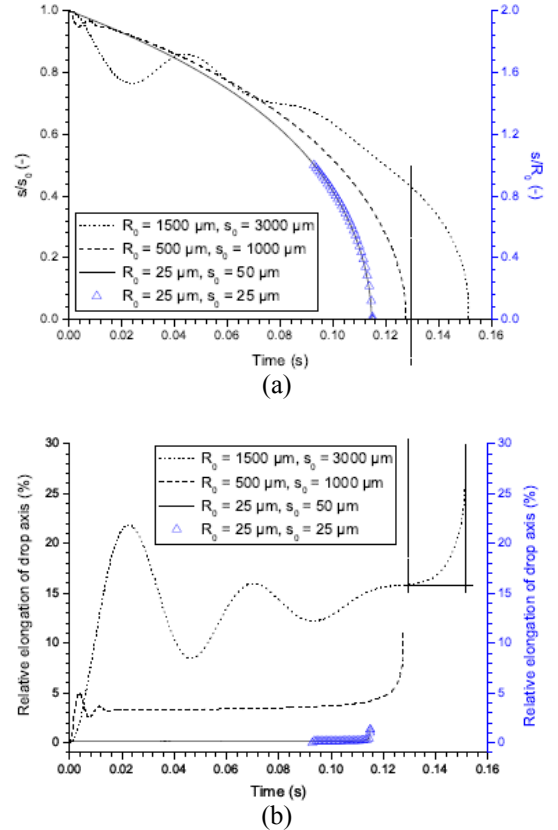 1.0
0.8
0.6
0.4
0.2
0.0
s/s₀ (-)
2.0
1.6
1.2
0.8
0.4
0.0
s/R₀ (-)
R₀ = 1500 µm, s₀ = 3000 µm
R₀ = 500 µm, s₀ = 1000 µm
R₀ = 25 µm, s₀ = 50 µm
R₀ = 25 µm, s₀ = 25 µm
0.00 0.02 0.04 0.06 0.08 0.10 0.12 0.14 0.16
Time (s)
(a)
30
25
20
15
10
5
0
Relative elongation of drop axis (%)
30
25
20
15
10
5
0
Relative elongation of drop axis (%)
R₀ = 1500 µm, s₀ = 3000 µm
R₀ = 500 µm, s₀ = 1000 µm
R₀ = 25 µm, s₀ = 50 µm
R₀ = 25 µm, s₀ = 25 µm
0.00 0.02 0.04 0.06 0.08 0.10 0.12 0.14 0.16
Time (s)
(b)